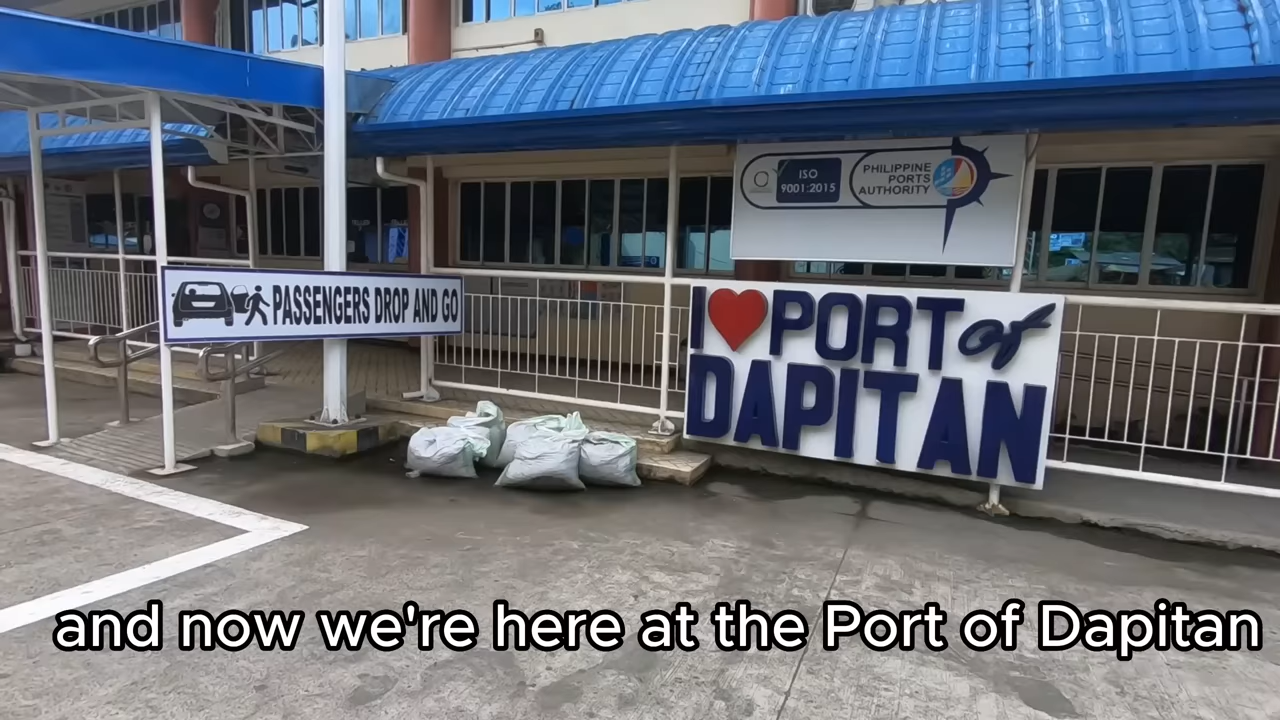 ISO
9001:2015
PHILIPPINE
PORTS
AUTHORITY
PASSENGERS DROP AND GO
I ❤ PORT of
DAPITAN
and now we're here at the Port of Dapitan